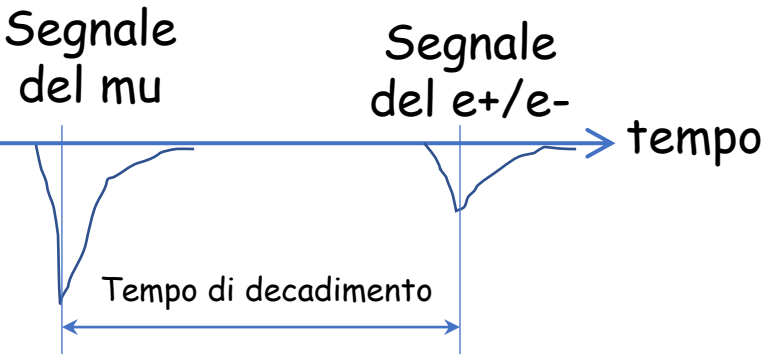 Segnale
del mu
Segnale
del e+/e-
tempo
Tempo di decadimento